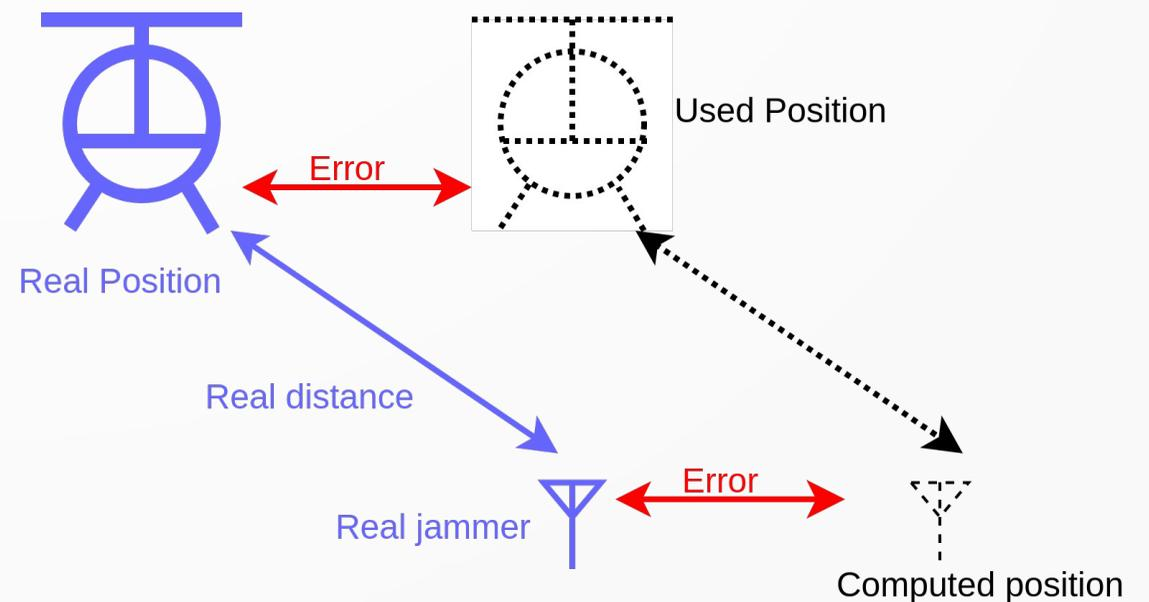 Used Position
Error
Real Position
Real distance
Error
Real jammer
Computed position